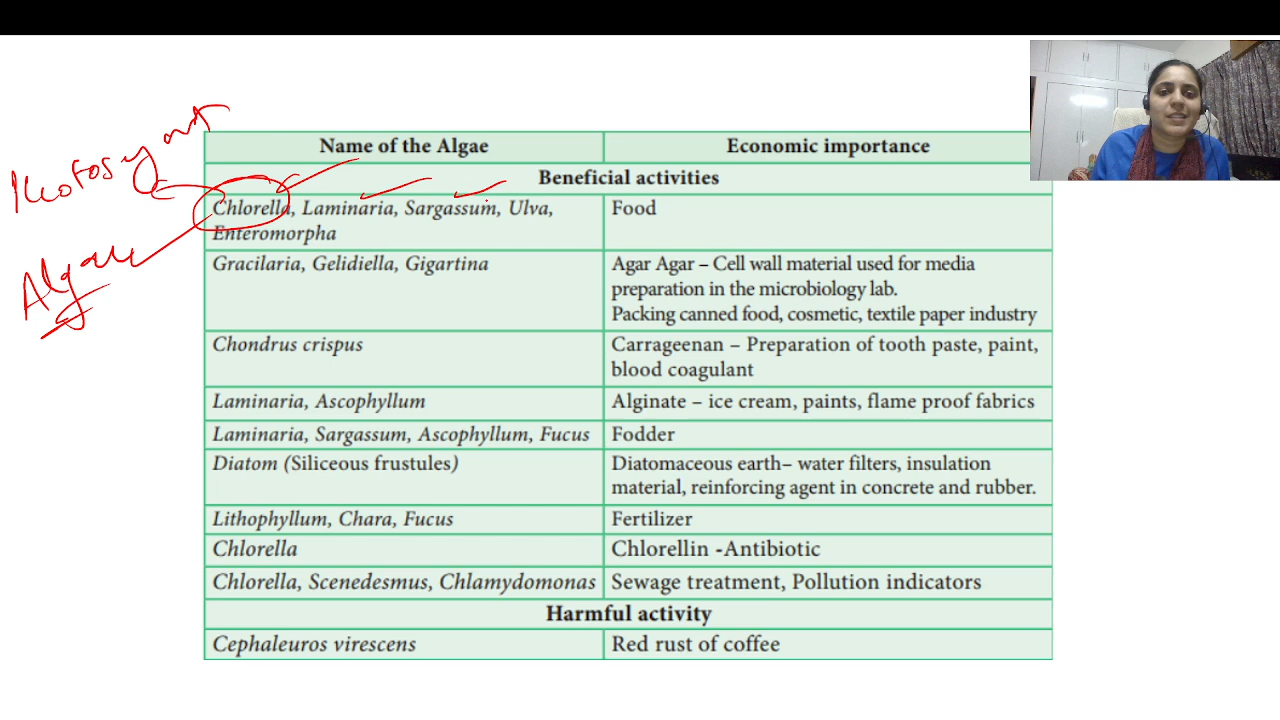 Name of the Algae
Economic importance
Beneficial activities
Chlorella, Laminaria, Sargassum, Ulva,
Enteromorpha
Food
Gracilaria, Gelidiella, Gigartina
Agar Agar – Cell wall material used for media
preparation in the microbiology lab.
Packing canned food, cosmetic, textile paper industry
Chondrus crispus
Carrageenan – Preparation of tooth paste, paint,
blood coagulant
Laminaria, Ascophyllum
Alginate – ice cream, paints, flame proof fabrics
Laminaria, Sargassum, Ascophyllum, Fucus
Fodder
Diatom (Siliceous frustules)
Diatomaceous earth– water filters, insulation
material, reinforcing agent in concrete and rubber.
Lithophyllum, Chara, Fucus
Fertilizer
Chlorella
Chlorellin -Antibiotic
Chlorella, Scenedesmus, Chlamydomonas
Sewage treatment, Pollution indicators
Harmful activity
Cephaleuros virescens
Red rust of coffee